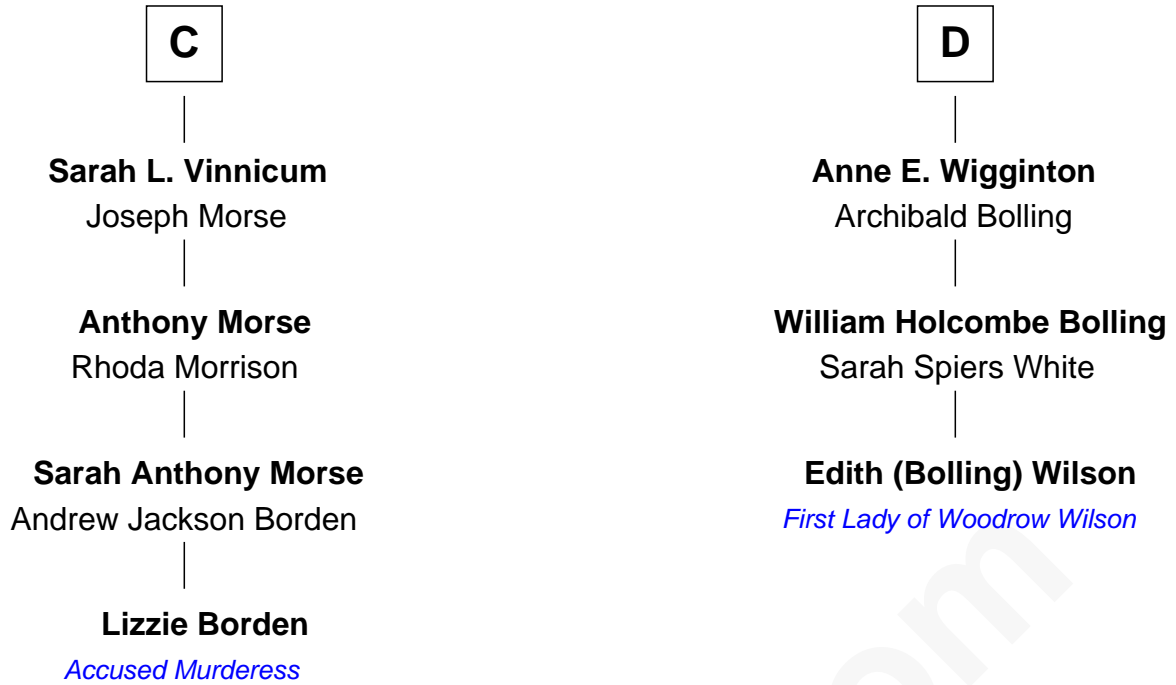 C
Sarah L. Vinnicum
Joseph Morse
Anthony Morse
Rhoda Morrison
Sarah Anthony Morse
Andrew Jackson Borden
Lizzie Borden
Accused Murderess
D
Anne E. Wigginton
Archibald Bolling
William Holcombe Bolling
Sarah Spiers White
Edith (Bolling) Wilson
First Lady of Woodrow Wilson
om